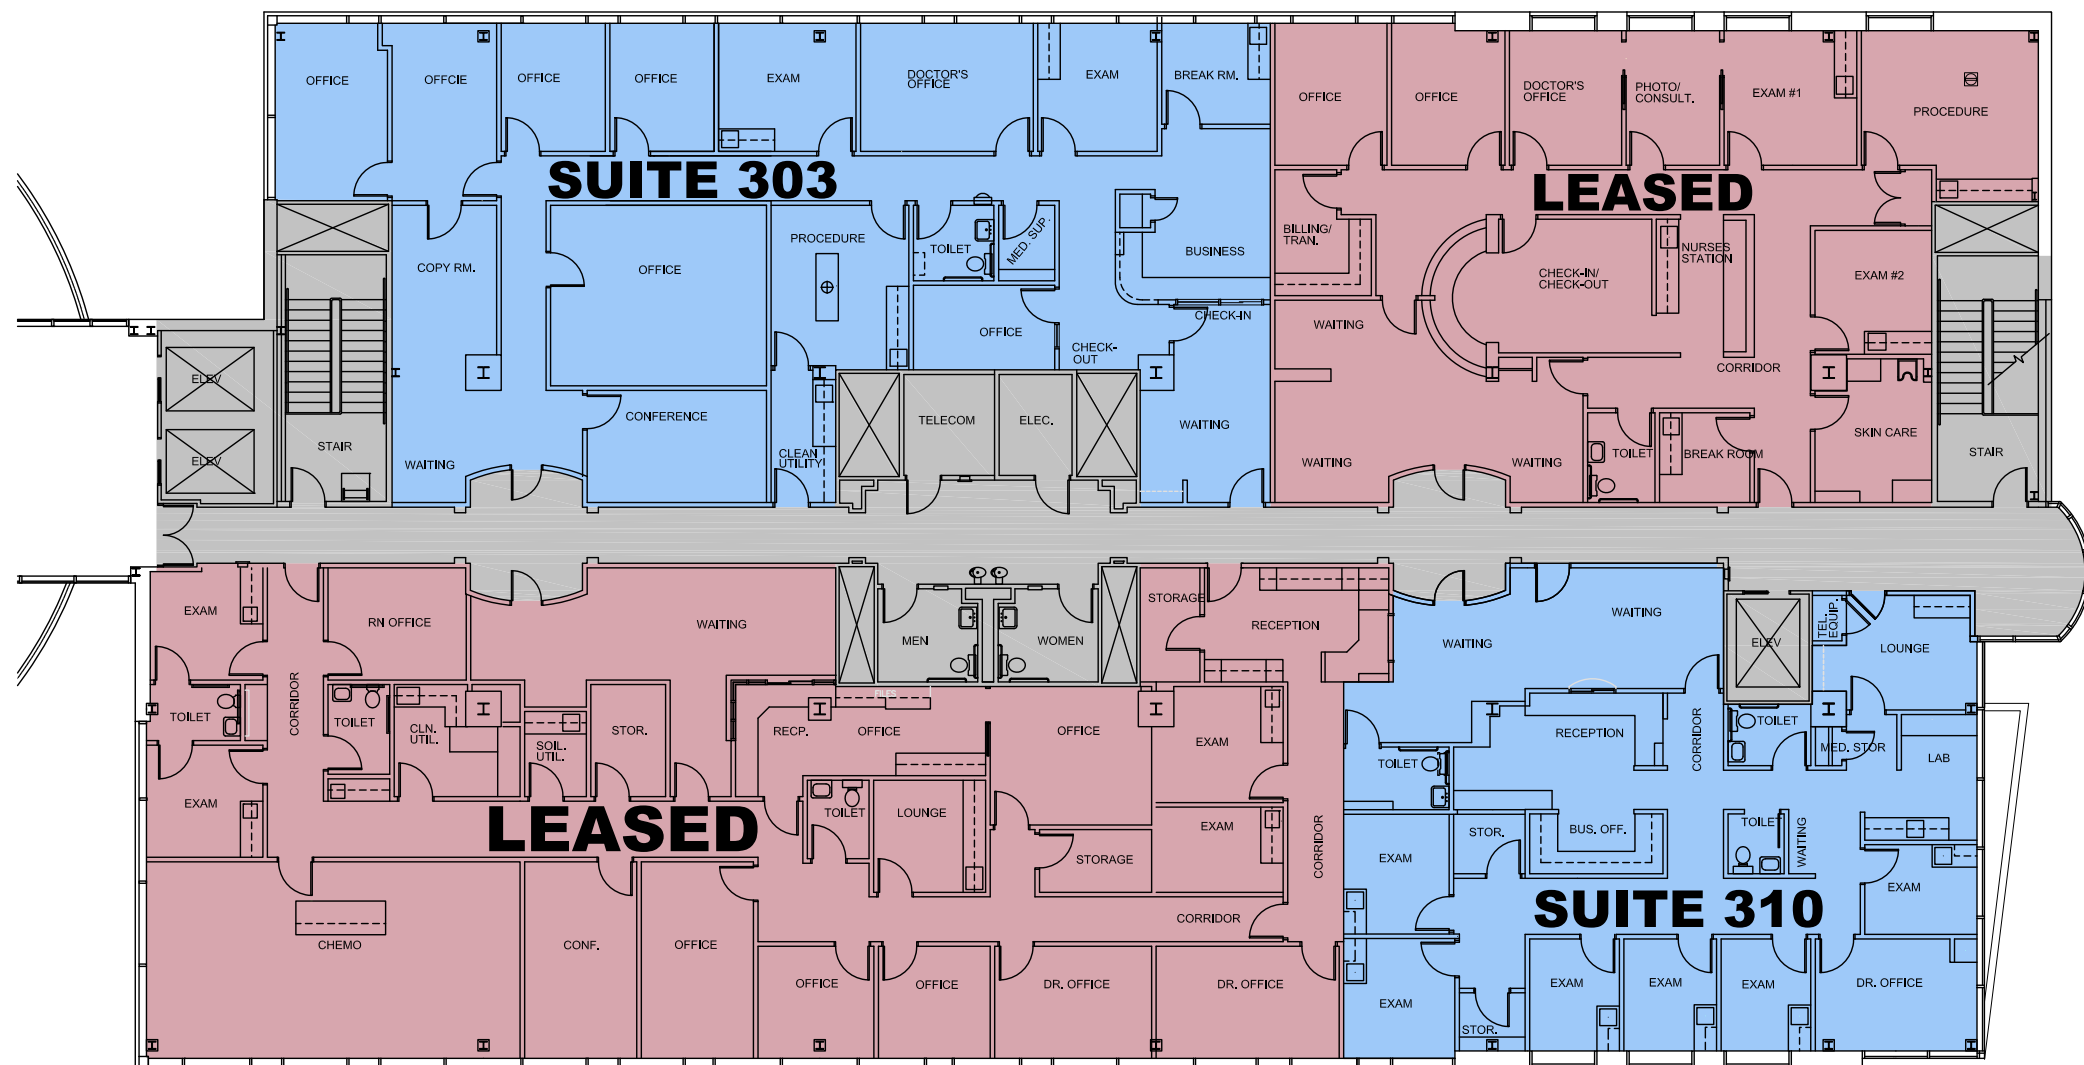 OFFICE
OFFCIE
OFFICE
OFFICE
EXAM
DOCTOR'S
OFFICE
EXAM
BREAK RM.
SUITE 303
COPY RM.
OFFICE
PROCEDURE
TOILET
MED. SUP.
BUSINESS
OFFICE
CHECK-IN
CHECK-
OUT
CONFERENCE
WAITING
CLEAN
UTILITY
WAITING
TELECOM
ELEC.
ELEV
ELEV
STAIR
OFFICE
OFFICE
DOCTOR'S
OFFICE
PHOTO/
CONSULT.
EXAM #1
PROCEDURE
LEASED
BILLING/
TRAN.
CHECK-IN/
CHECK-OUT
NURSES
STATION
EXAM #2
WAITING
CORRIDOR
WAITING
WAITING
TOILET
BREAK ROOM
SKIN CARE
STAIR
EXAM
RN OFFICE
WAITING
MEN
WOMEN
STORAGE
RECEPTION
TOILET
CORRIDOR
TOILET
CLN.
UTIL.
SOIL.
UTIL.
STOR.
RECP.
FILES
OFFICE
OFFICE
EXAM
EXAM
LEASED
TOILET
LOUNGE
STORAGE
EXAM
CORRIDOR
CORRIDOR
CHEMO
CONF.
OFFICE
OFFICE
OFFICE
DR. OFFICE
DR. OFFICE
WAITING
WAITING
ELEV
TEL.
EQUIP.
LOUNGE
TOILET
RECEPTION
CORRIDOR
TOILET
MED. STOR
LAB
EXAM
STOR.
BUS. OFF.
TOILET
WAITING
EXAM
SUITE 310
EXAM
STOR.
EXAM
EXAM
EXAM
DR. OFFICE